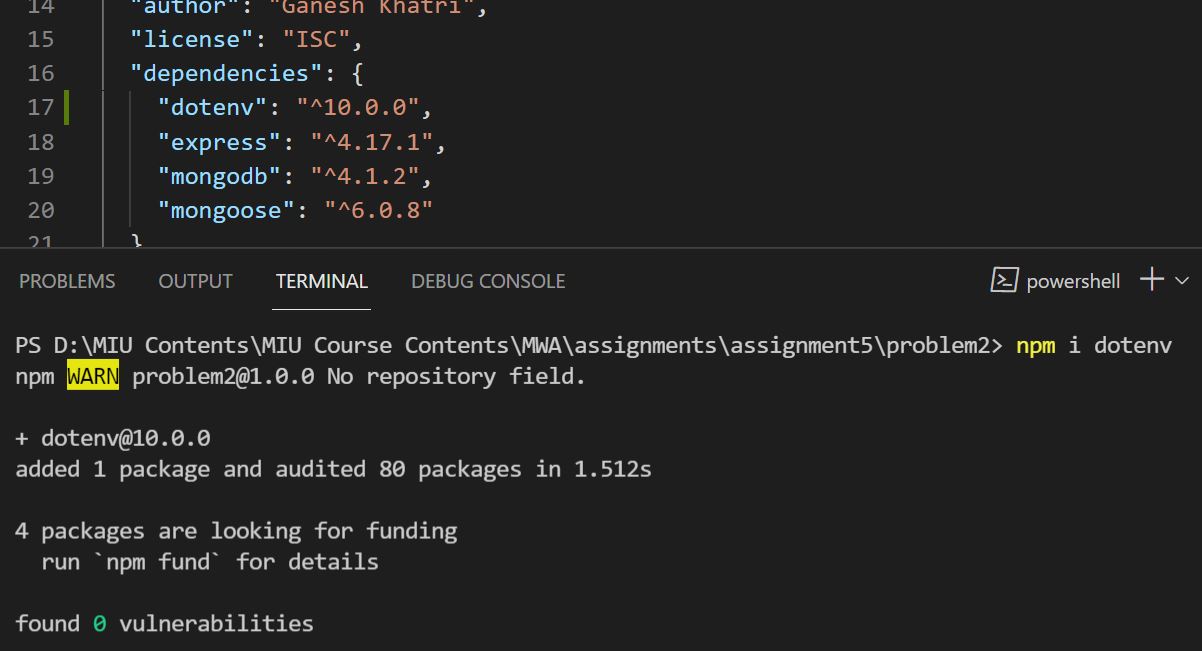 14 "author": "Ganesh Khatri",
15 "license": "ISC",
16 "dependencies": {
17 "dotenv": "^10.0.0",
18 "express": "^4.17.1",
19 "mongodb": "^4.1.2",
20 "mongoose": "^6.0.8"
21 }
PROBLEMS OUTPUT TERMINAL DEBUG CONSOLE powershell
PS D:\MIU Contents\MIU Course Contents\MWA\assignments\assignment5\problem2> npm i dotenv
npm WARN problem2@1.0.0 No repository field.
+ dotenv@10.0.0
added 1 package and audited 80 packages in 1.512s
4 packages are looking for funding
run `npm fund` for details
found 0 vulnerabilities